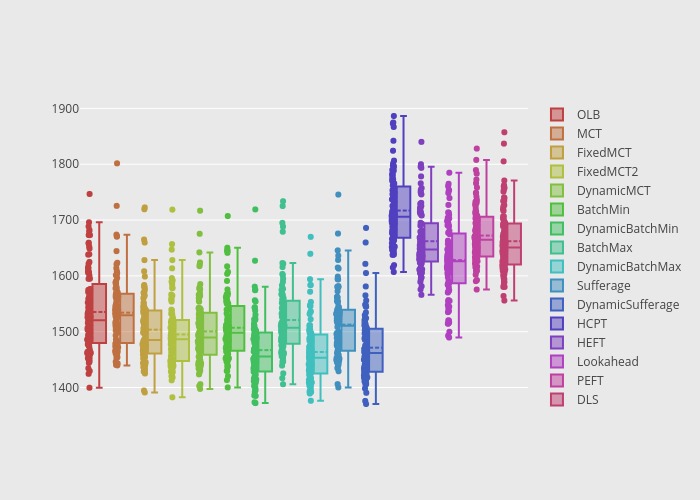 1900
1800
1700
1600
1500
1400
OLB
MCT
FixedMCT
FixedMCT2
DynamicMCT
BatchMin
DynamicBatchMin
BatchMax
DynamicBatchMax
Sufferage
DynamicSufferage
HCPT
HEFT
Lookahead
PEFT
DLS